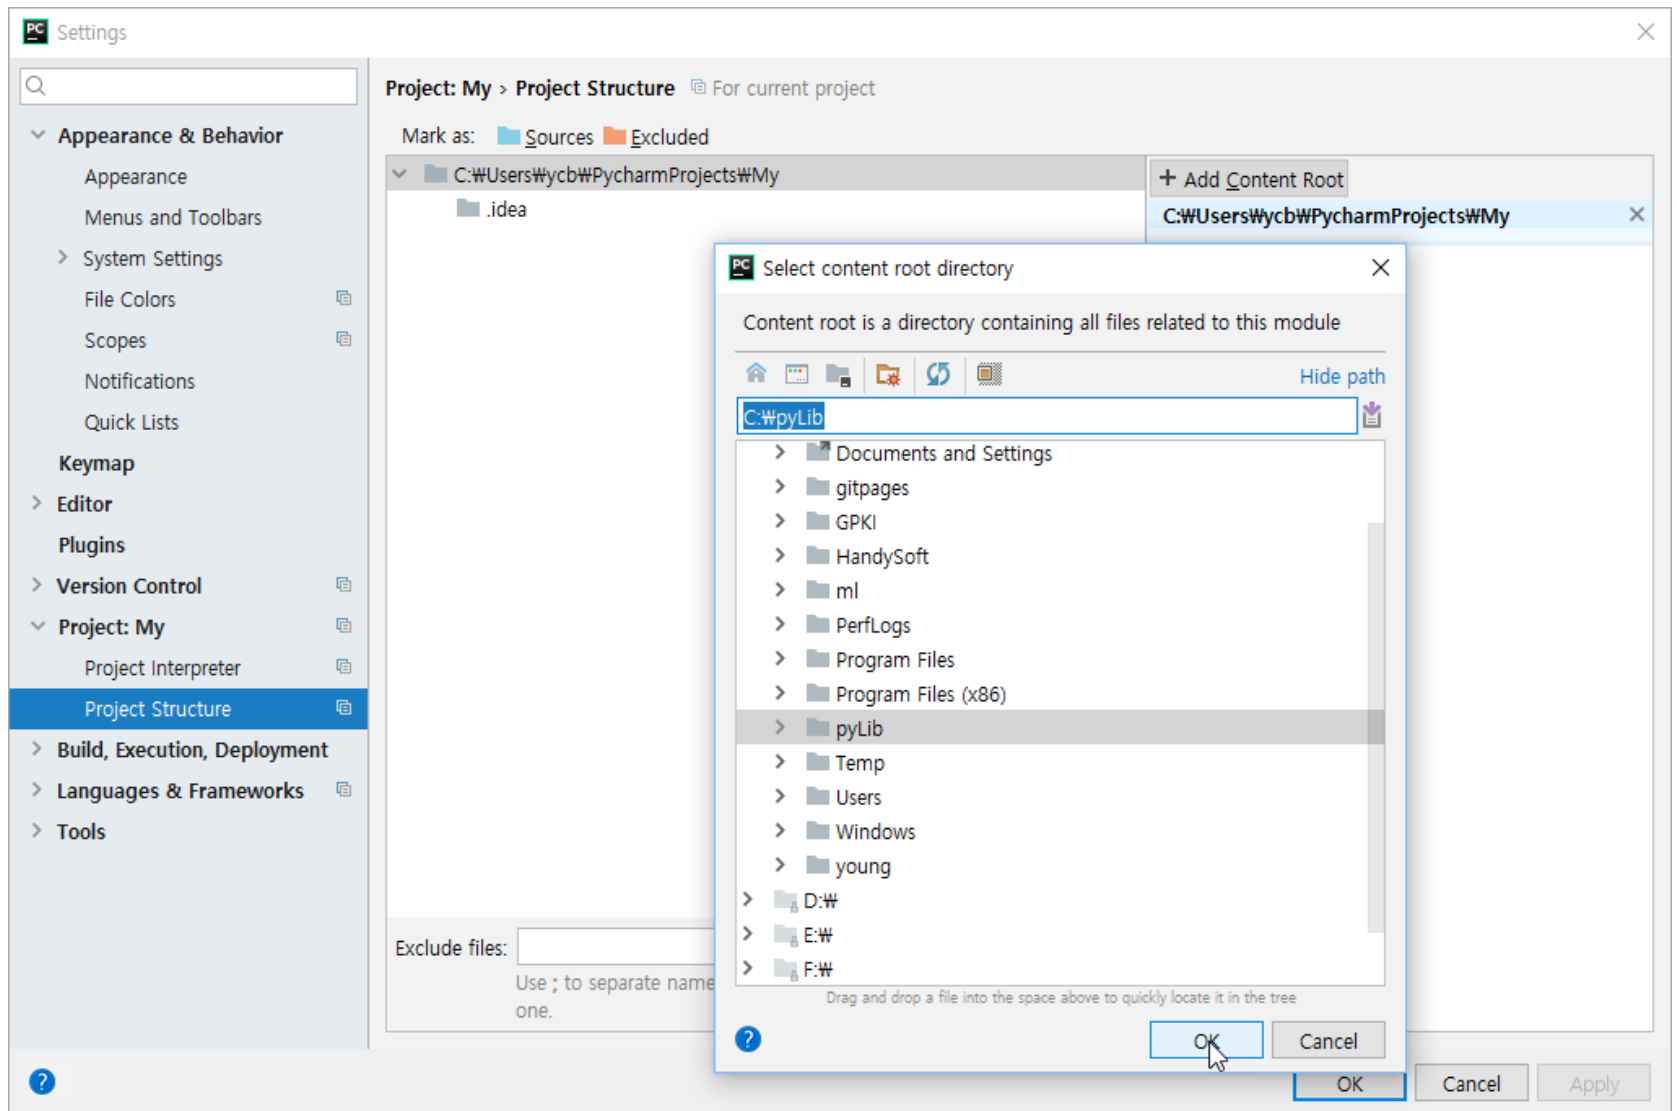 PC Settings
Appearance & Behavior
Appearance
Menus and Toolbars
System Settings
File Colors
Scopes
Notifications
Quick Lists
Keymap
Editor
Plugins
Version Control
Project: My
Project Interpreter
Project Structure
Build, Execution, Deployment
Languages & Frameworks
Tools
Project: My › Project Structure For current project
Mark as: Sources Excluded
C:₩Users₩ycb₩PycharmProjects₩My
.idea
+ Add Content Root
C:₩Users₩ycb₩PycharmProjects₩My
Exclude files:
Use ; to separate name
one.
PC Select content root directory
Content root is a directory containing all files related to this module
Hide path
C:₩pyLib
Documents and Settings
gitpages
GPKI
HandySoft
ml
PerfLogs
Program Files
Program Files (x86)
pyLib
Temp
Users
Windows
young
D:₩
E:₩
F:₩
Drag and drop a file into the space above to quickly locate it in the tree
? OK Cancel
? OK Cancel Apply